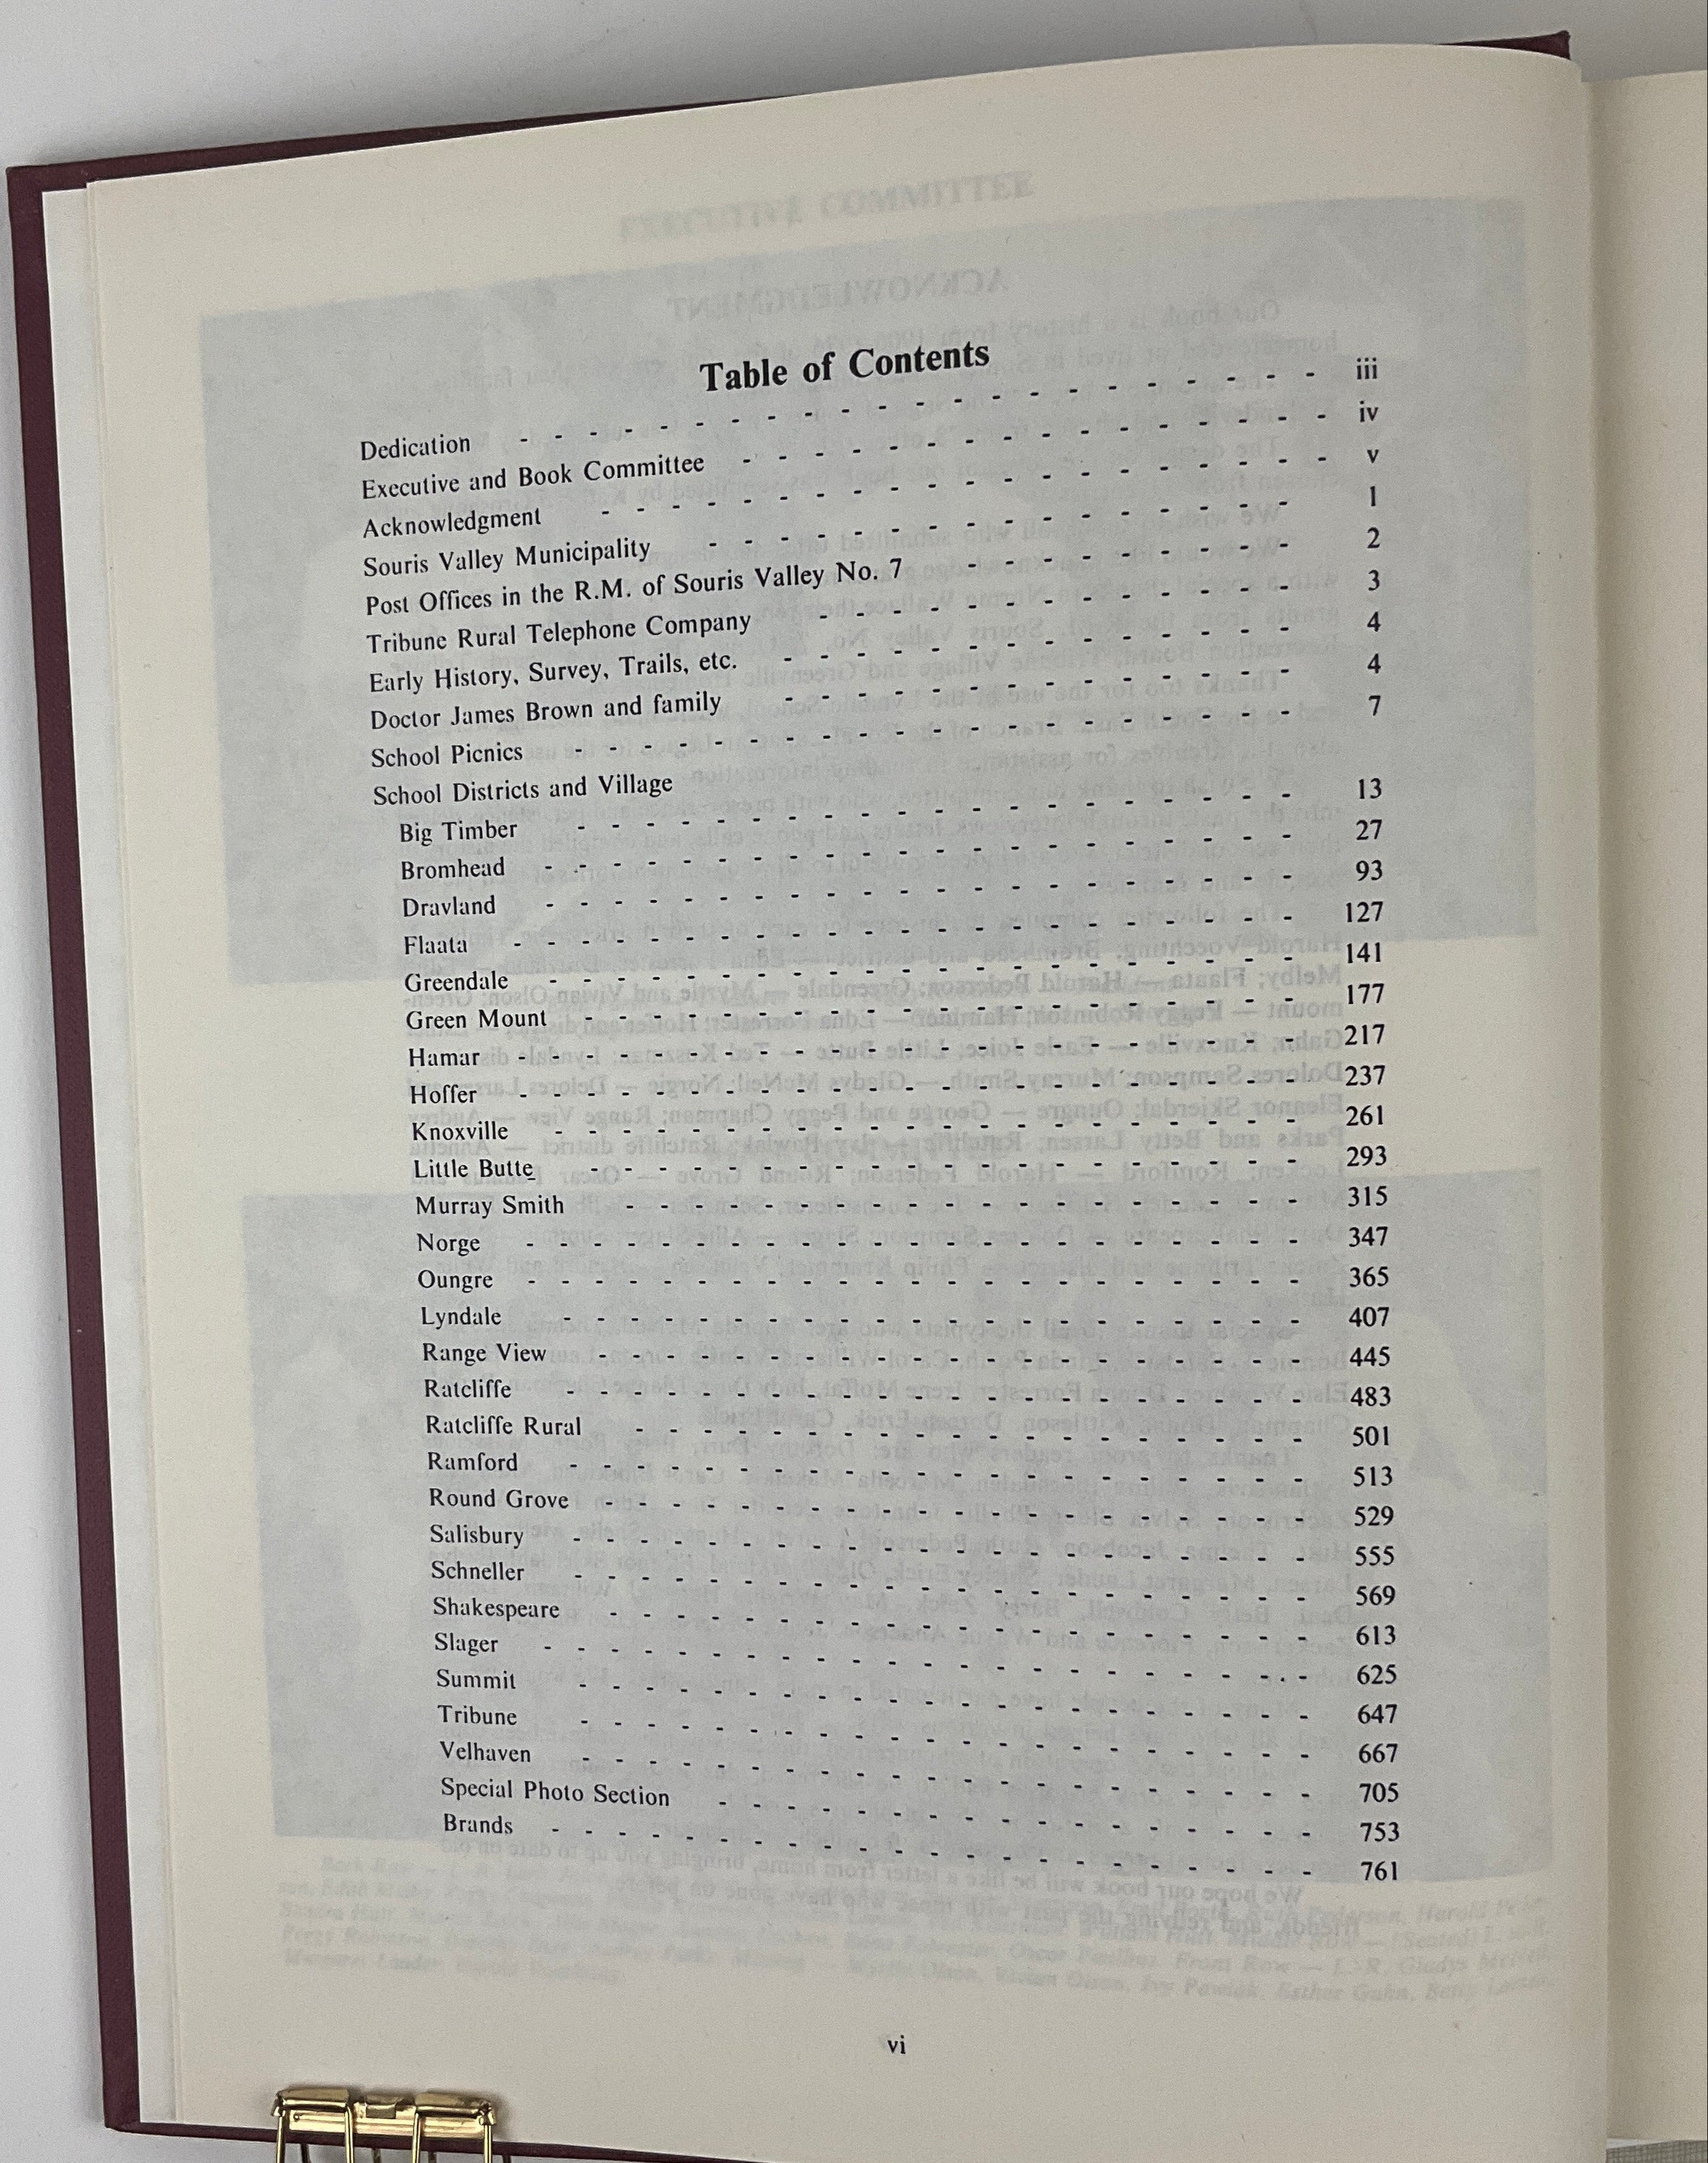 EXECUTIVE COMMITTEE
Table of Contents
Dedication - - - - - - - - - - iii
Executive and Book Committee - - - - - - - - - - iv
Acknowledgment - - - - - - - - - - v
Souris Valley Municipality - - - - - - - - - - 1
Post Offices in the R.M. of Souris Valley No. 7 - - - - - - - - - - 2
Tribune Rural Telephone Company - - - - - - - - - - 3
Early History, Survey, Trails, etc. - - - - - - - - - - 4
Doctor James Brown and family - - - - - - - - - - 4
School Picnics - - - - - - - - - - 7
School Districts and Village
Big Timber - - - - - - - - - - 13
Bromhead - - - - - - - - - - 27
Dravland - - - - - - - - - - 93
Flaata - - - - - - - - - - 127
Greendale - - - - - - - - - - 141
Green Mount - - - - - - - - - - 177
Hamar - - - - - - - - - - 217
Hoffer - - - - - - - - - - 237
Knoxville - - - - - - - - - - 261
Little Butte - - - - - - - - - - 293
Murray Smith - - - - - - - - - - 315
Norge - - - - - - - - - - 347
Oungre - - - - - - - - - - 365
Lyndale - - - - - - - - - - 407
Range View - - - - - - - - - - 445
Ratcliffe - - - - - - - - - - 483
Ratcliffe Rural - - - - - - - - - - 501
Ramford - - - - - - - - - - 513
Round Grove - - - - - - - - - - 529
Salisbury - - - - - - - - - - 555
Schneller - - - - - - - - - - 569
Shakespeare - - - - - - - - - - 613
Slager - - - - - - - - - - 625
Summit - - - - - - - - - - 647
Tribune - - - - - - - - - - 667
Velhaven - - - - - - - - - - 705
Special Photo Section - - - - - - - - - - 753
Brands - - - - - - - - - - 761
vi